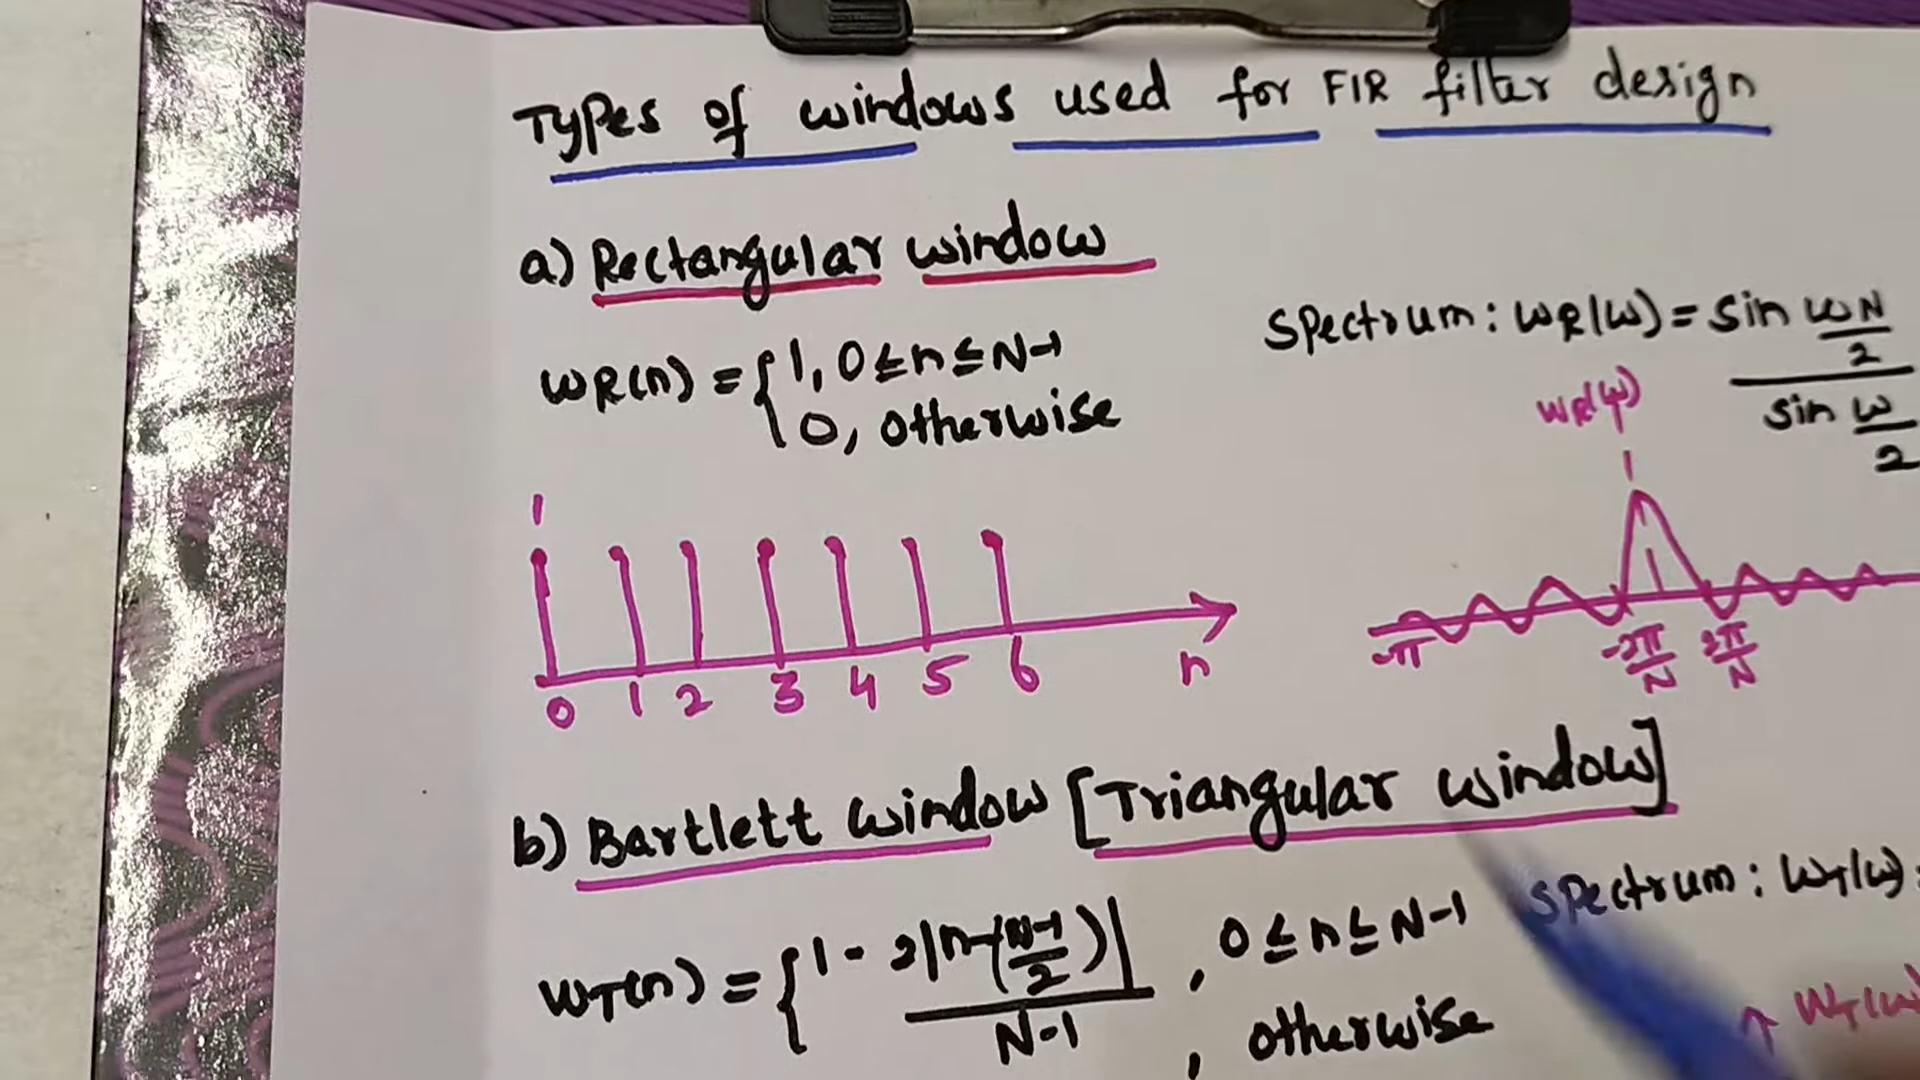 Types of windows used for FIR filter design
a) Rectangular window
WR(n) = { 1, 0 ≤ n ≤ N-1
0, otherwise
Spectrum: WR(ω) = sin ωN/2
sin ω/2
WR(ω)
1
1
0 1 2 3 4 5 6 n
-π -2π/N 2π/N
b) Bartlett window [Triangular window]
WT(n) = { 1 - 2|n-(N-1/2)|/N-1 , 0 ≤ n ≤ N-1
, otherwise
Spectrum: WT(ω) =
WT(ω)